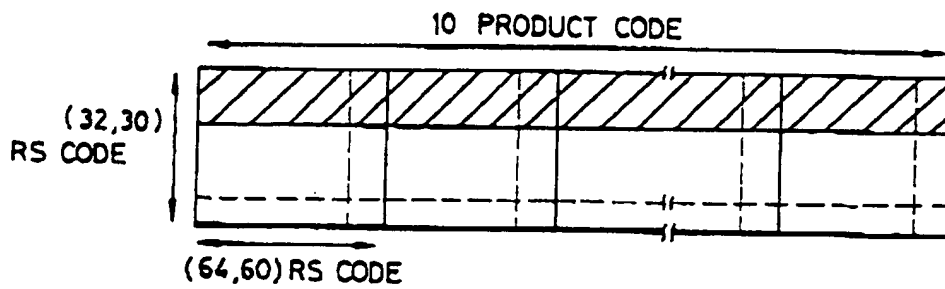 10 PRODUCT CODE
(32,30)
RS CODE
(64,60) RS CODE